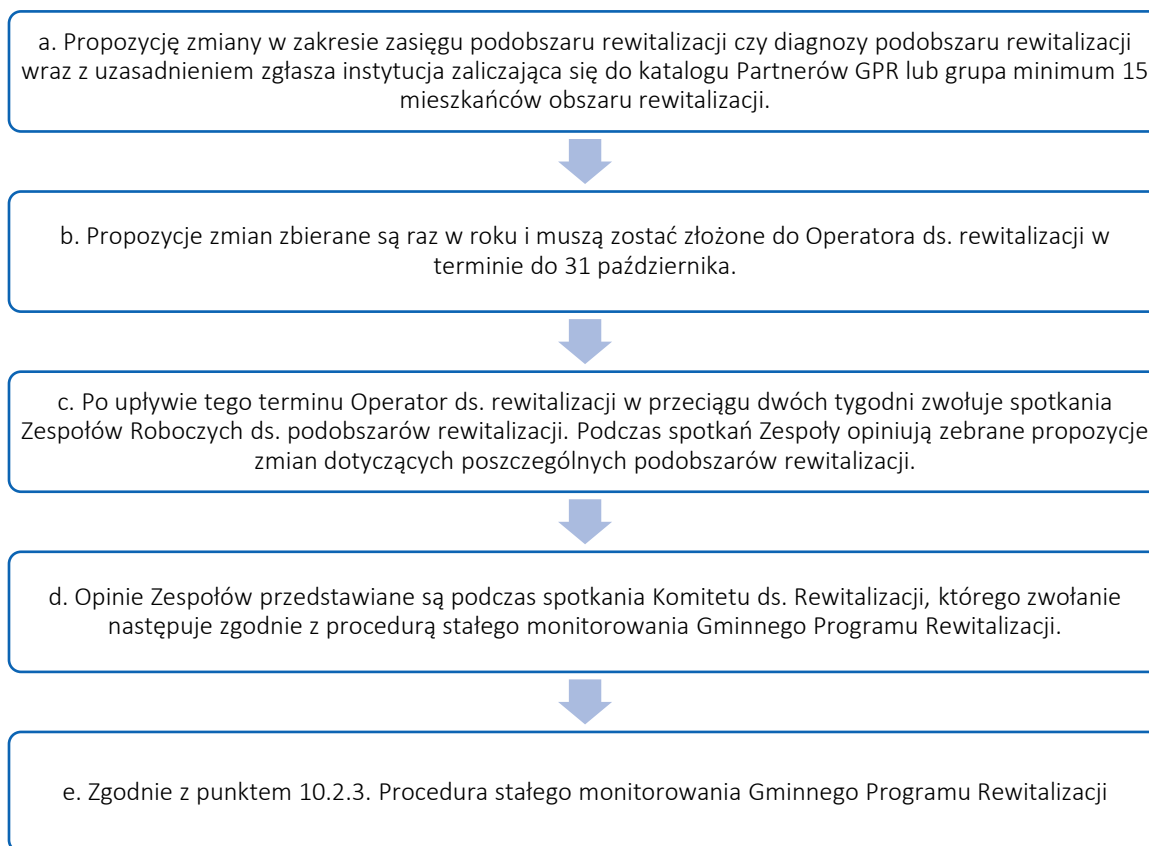 a. Propozycję zmiany w zakresie zasięgu podobszaru rewitalizacji czy diagnozy podobszaru rewitalizacji
wraz z uzasadnieniem zgłasza instytucja zaliczająca się do katalogu Partnerów GPR lub grupa minimum 15
mieszkańców obszaru rewitalizacji.
b. Propozycje zmian zbierane są raz w roku i muszą zostać złożone do Operatora ds. rewitalizacji w
terminie do 31 października.
c. Po upływie tego terminu Operator ds. rewitalizacji w przeciągu dwóch tygodni zwołuje spotkania
Zespołów Roboczych ds. podobszarów rewitalizacji. Podczas spotkań Zespoły opiniują zebrane propozycje
zmian dotyczących poszczególnych podobszarów rewitalizacji.
d. Opinie Zespołów przedstawiane są podczas spotkania Komitetu ds. Rewitalizacji, którego zwołanie
następuje zgodnie z procedurą stałego monitorowania Gminnego Programu Rewitalizacji.
e. Zgodnie z punktem 10.2.3. Procedura stałego monitorowania Gminnego Programu Rewitalizacji